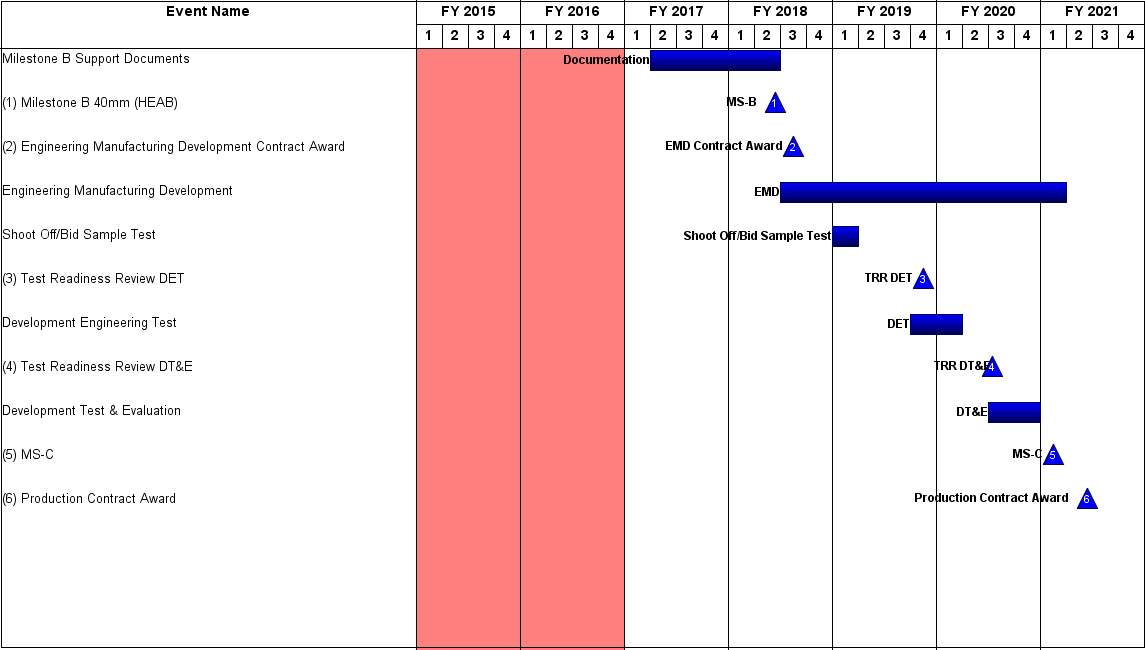 Event Name FY 2015 FY 2016 FY 2017 FY 2018 FY 2019 FY 2020 FY 2021
1 2 3 4 1 2 3 4 1 2 3 4 1 2 3 4 1 2 3 4 1 2 3 4 1 2 3 4
Milestone B Support Documents Documentation
(1) Milestone B 40mm (HEAB) MS-B 1
(2) Engineering Manufacturing Development Contract Award EMD Contract Award 2
Engineering Manufacturing Development EMD
Shoot Off/Bid Sample Test Shoot Off/Bid Sample Test
(3) Test Readiness Review DET TRR DET 3
Development Engineering Test DET
(4) Test Readiness Review DT&E TRR DT&E 4
Development Test & Evaluation DT&E
(5) MS-C MS-C 5
(6) Production Contract Award Production Contract Award 6